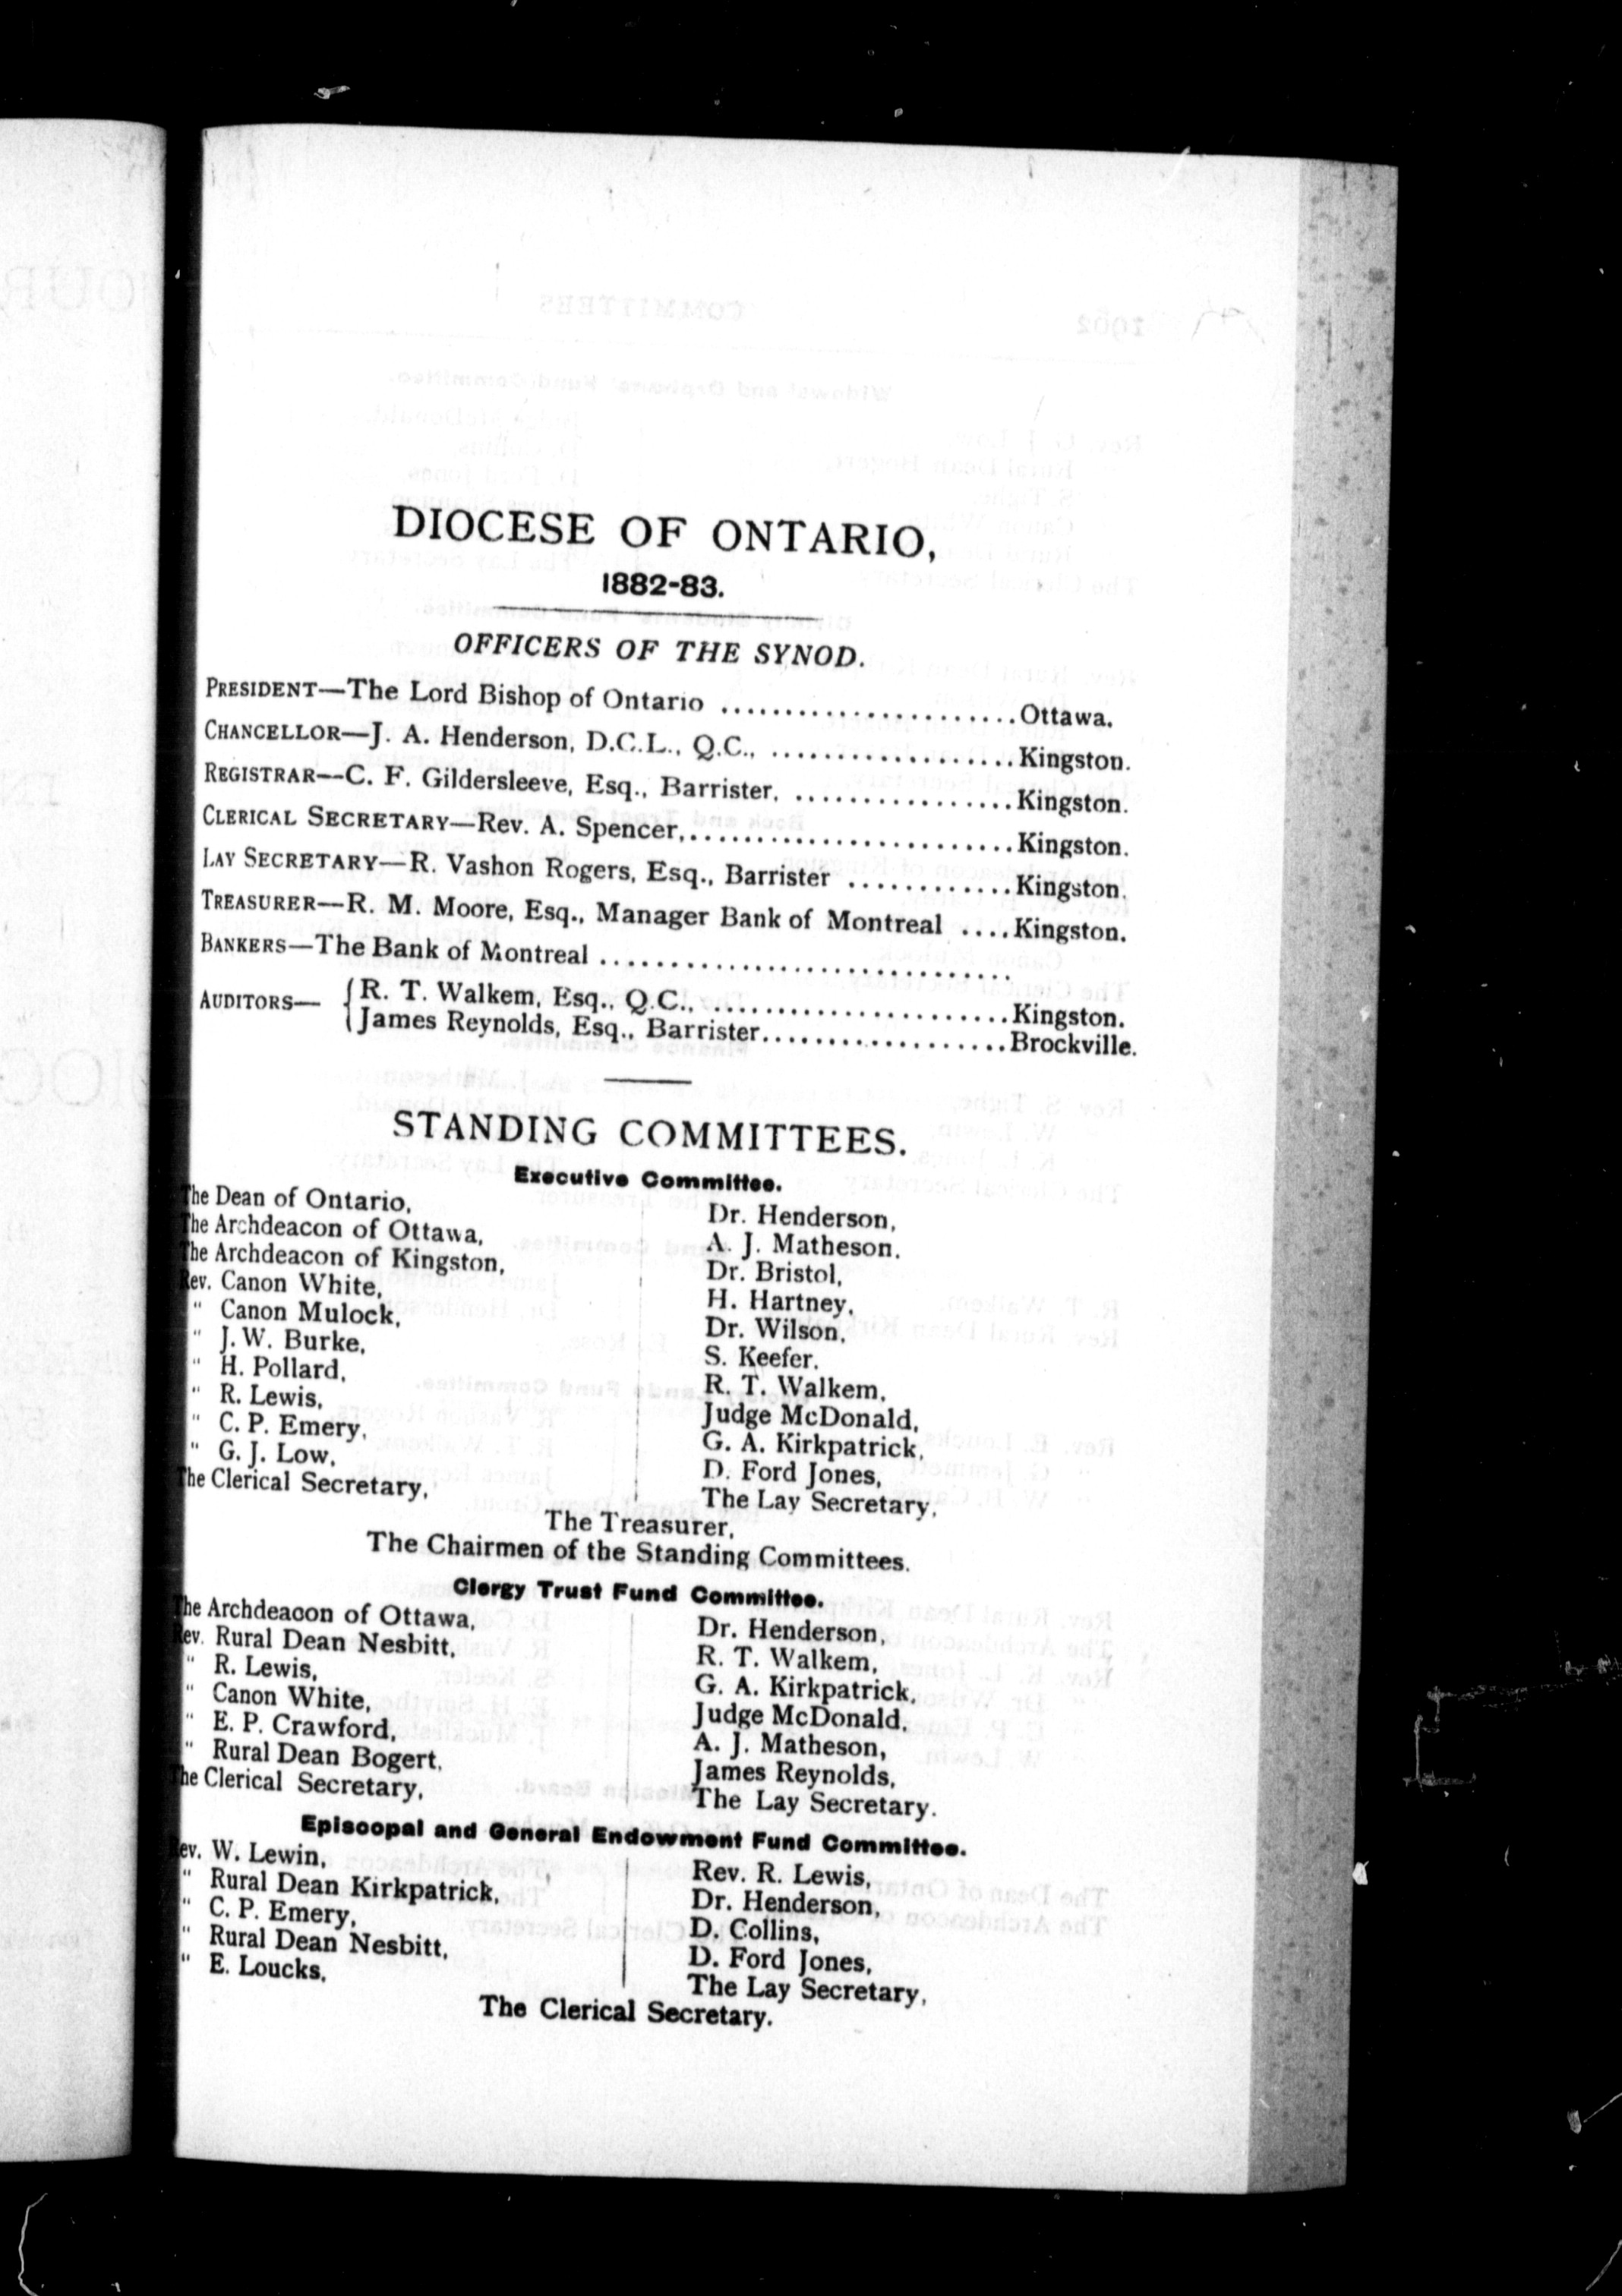 DIOCESE OF ONTARIO,
1882-83.
OFFICERS OF THE SYNOD.
PRESIDENT—The Lord Bishop of Ontario ......................Ottawa.
CHANCELLOR—J. A. Henderson, D.C.L., Q.C., ..................Kingston.
REGISTRAR—C. F. Gildersleeve, Esq., Barrister, ................Kingston.
CLERICAL SECRETARY—Rev. A. Spencer,........................Kingston.
LAY SECRETARY—R. Vashon Rogers, Esq., Barrister ............Kingston.
TREASURER—R. M. Moore, Esq., Manager Bank of Montreal ....Kingston.
BANKERS—The Bank of Montreal ..............................
AUDITORS— { R. T. Walkem, Esq., Q.C., ......................Kingston.
James Reynolds, Esq., Barrister..................Brockville.
STANDING COMMITTEES.
Executive Committee.
The Dean of Ontario,
The Archdeacon of Ottawa,
The Archdeacon of Kingston,
Rev. Canon White,
" Canon Mulock,
" J. W. Burke,
" H. Pollard,
" R. Lewis,
" C. P. Emery,
" G. J. Low,
The Clerical Secretary,
Dr. Henderson,
A. J. Matheson.
Dr. Bristol,
H. Hartney,
Dr. Wilson,
S. Keefer.
R. T. Walkem,
Judge McDonald,
G. A. Kirkpatrick,
D. Ford Jones,
The Lay Secretary,
The Treasurer,
The Chairmen of the Standing Committees.
Clergy Trust Fund Committee.
The Archdeacon of Ottawa,
Rev. Rural Dean Nesbitt,
" R. Lewis,
" Canon White,
" E. P. Crawford,
" Rural Dean Bogert,
The Clerical Secretary,
Dr. Henderson,
R. T. Walkem,
G. A. Kirkpatrick,
Judge McDonald,
A. J. Matheson,
James Reynolds,
The Lay Secretary.
Episcopal and General Endowment Fund Committee.
Rev. W. Lewin,
" Rural Dean Kirkpatrick,
" C. P. Emery,
" Rural Dean Nesbitt,
" E. Loucks,
Rev. R. Lewis,
Dr. Henderson,
D. Collins,
D. Ford Jones,
The Lay Secretary,
The Clerical Secretary.